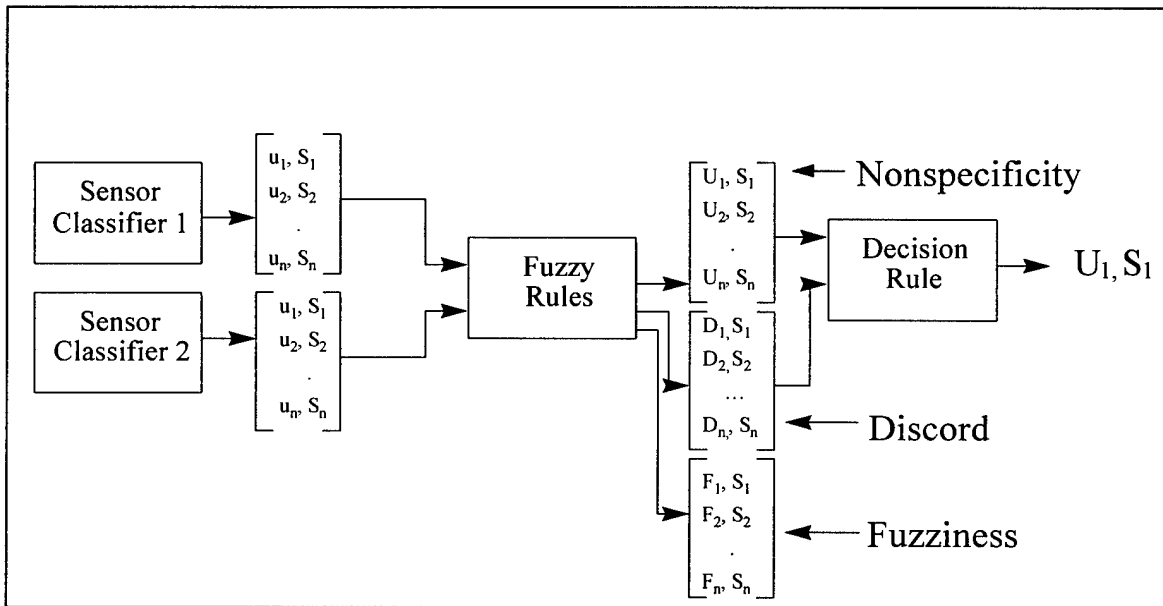 Sensor
Classifier 1
u₁, S₁
u₂, S₂
.
uₙ, Sₙ
Sensor
Classifier 2
u₁, S₁
u₂, S₂
.
uₙ, Sₙ
Fuzzy
Rules
U₁, S₁
U₂, S₂
.
Uₙ, Sₙ
Nonspecificity
D₁, S₁
D₂, S₂
...
Dₙ, Sₙ
Discord
F₁, S₁
F₂, S₂
.
Fₙ, Sₙ
Fuzziness
Decision
Rule
U₁, S₁